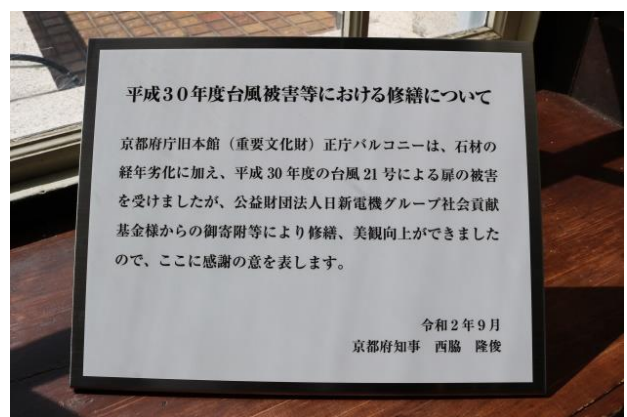 平成30年度台風被害等における修繕について
京都府庁旧本館（重要文化財）正庁バルコニーは、石材の
経年劣化に加え、平成 30 年度の台風 21 号による扉の被害
を受けましたが、公益財団法人日新電機グループ社会貢献
基金様からの御寄附等により修繕、美観向上ができました
ので、ここに感謝の意を表します。
令和２年９月
京都府知事　西脇　隆俊